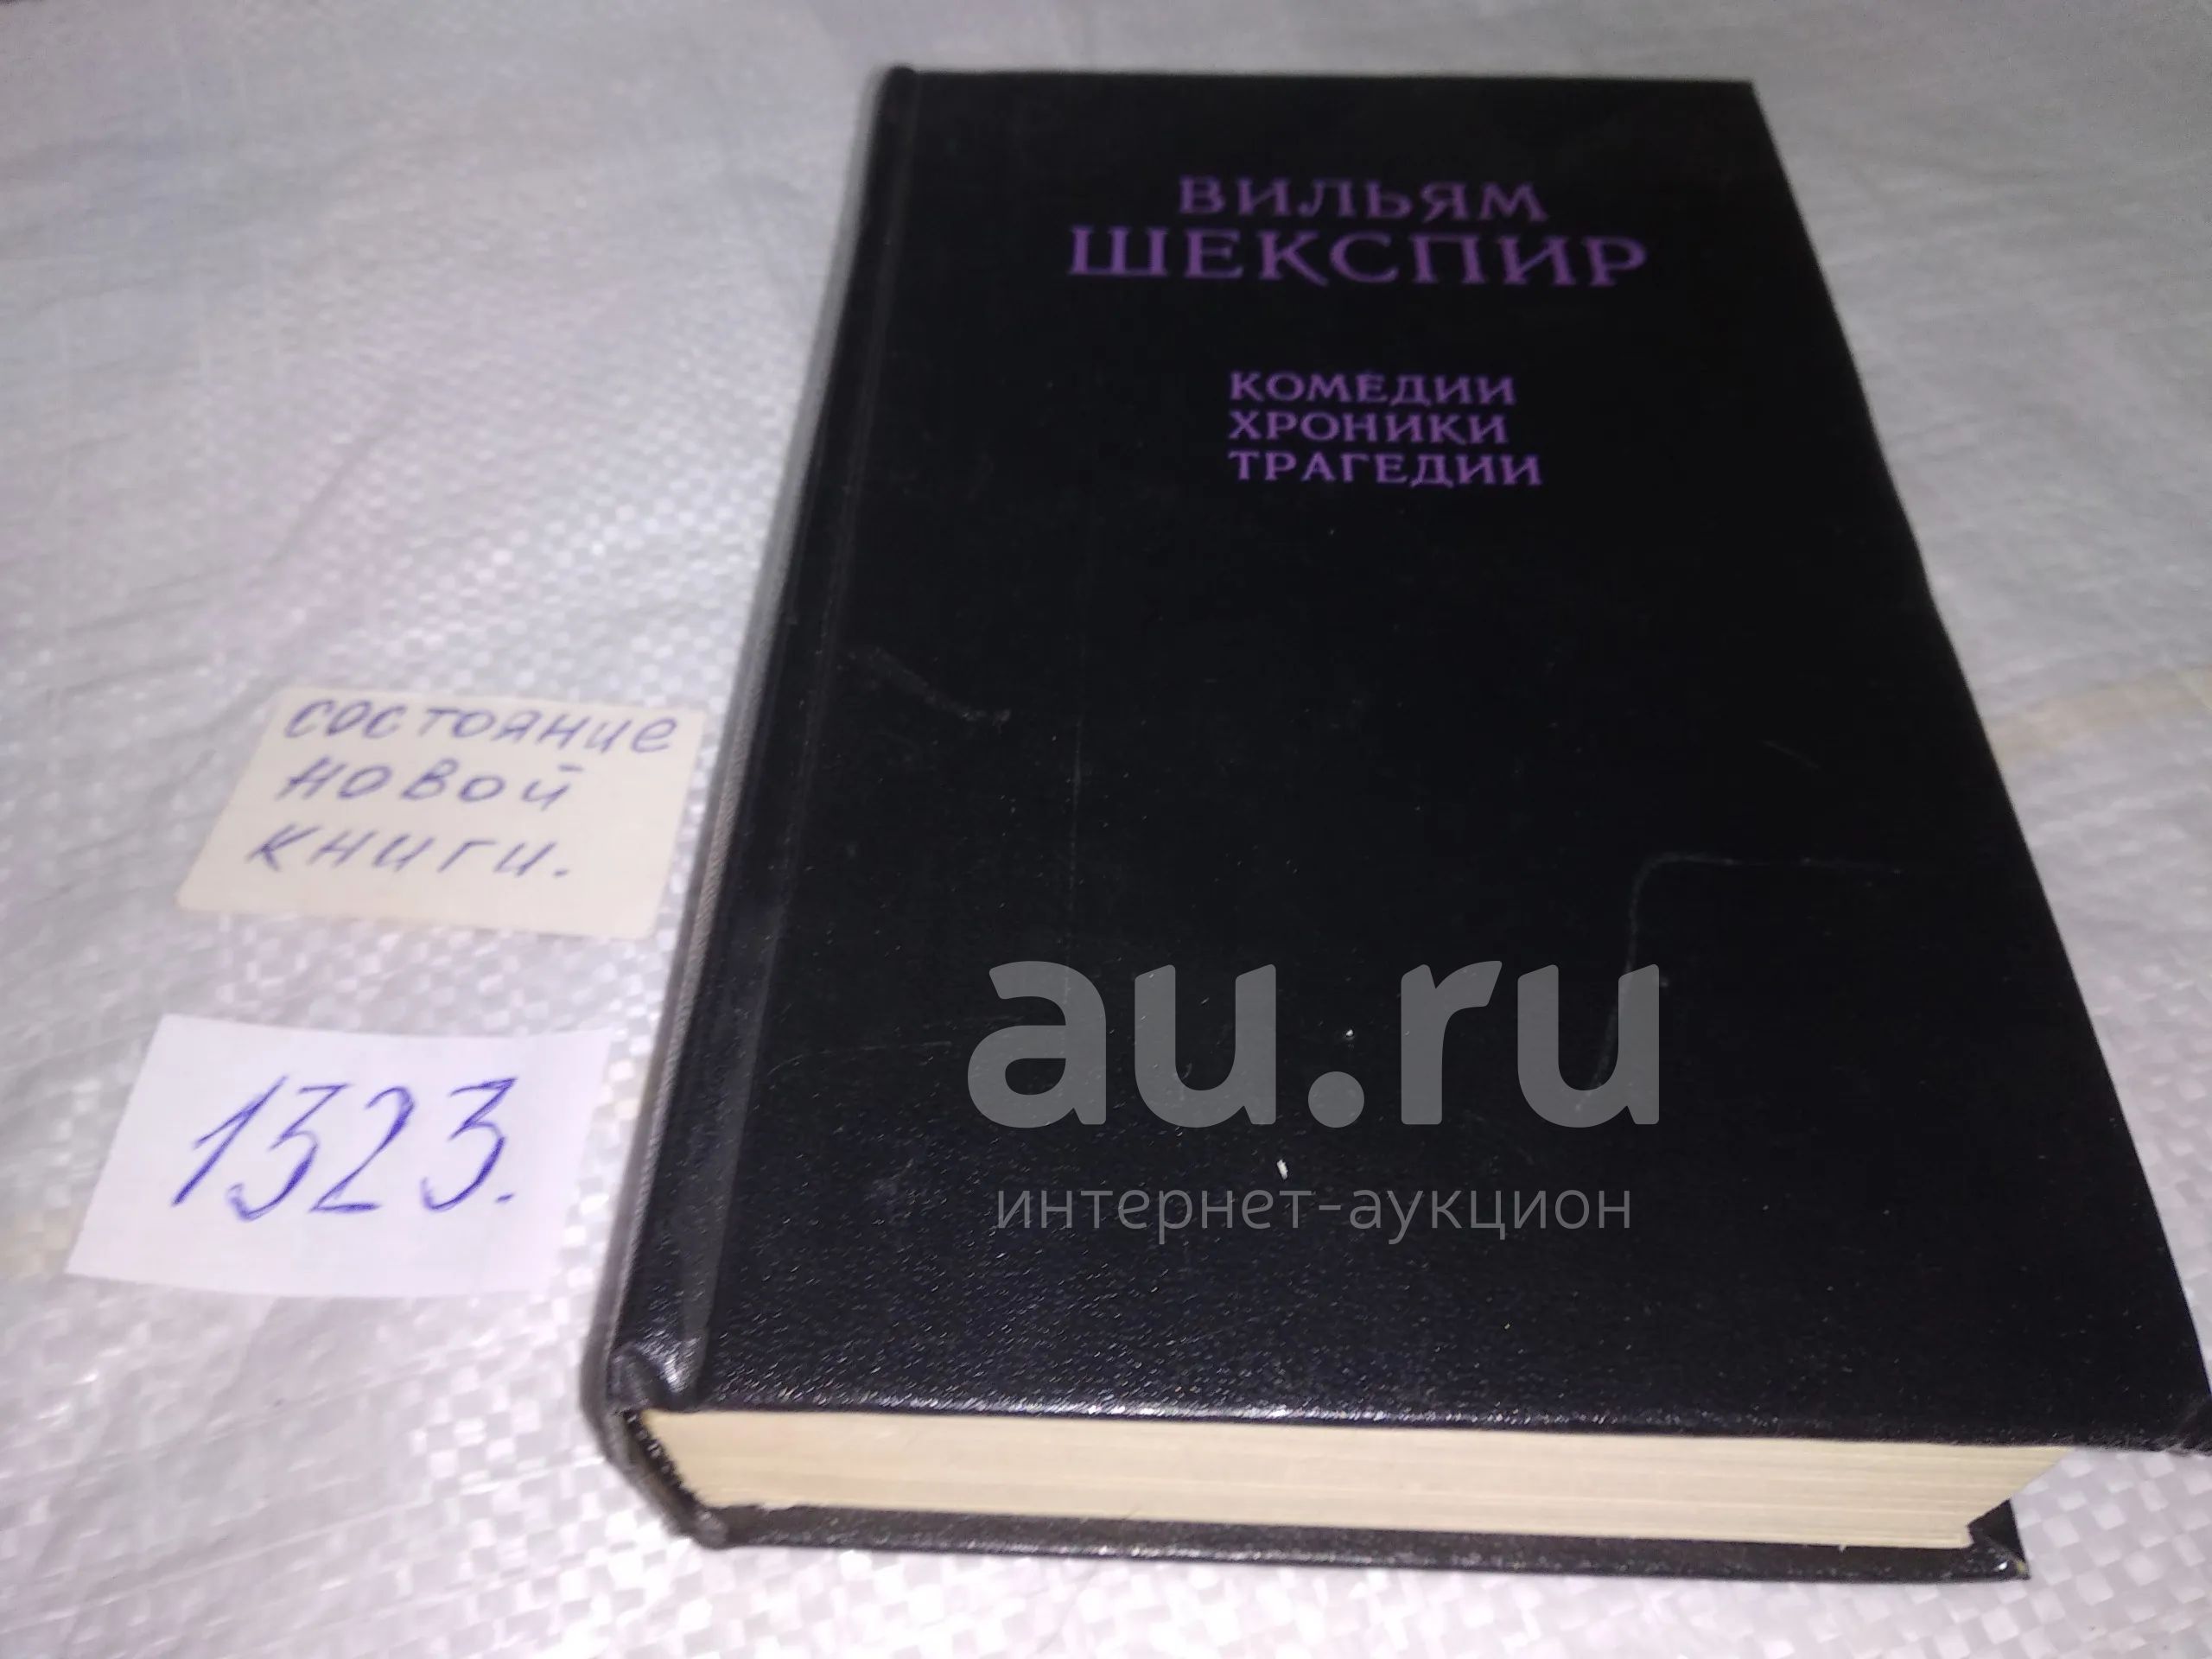 ВИЛЬЯМ
ШЕКСПИР
КОМЕДИИ
ХРОНИКИ
ТРАГЕДИИ
состояние
новой
книги.
1323.
au.ru
интернет-аукцион